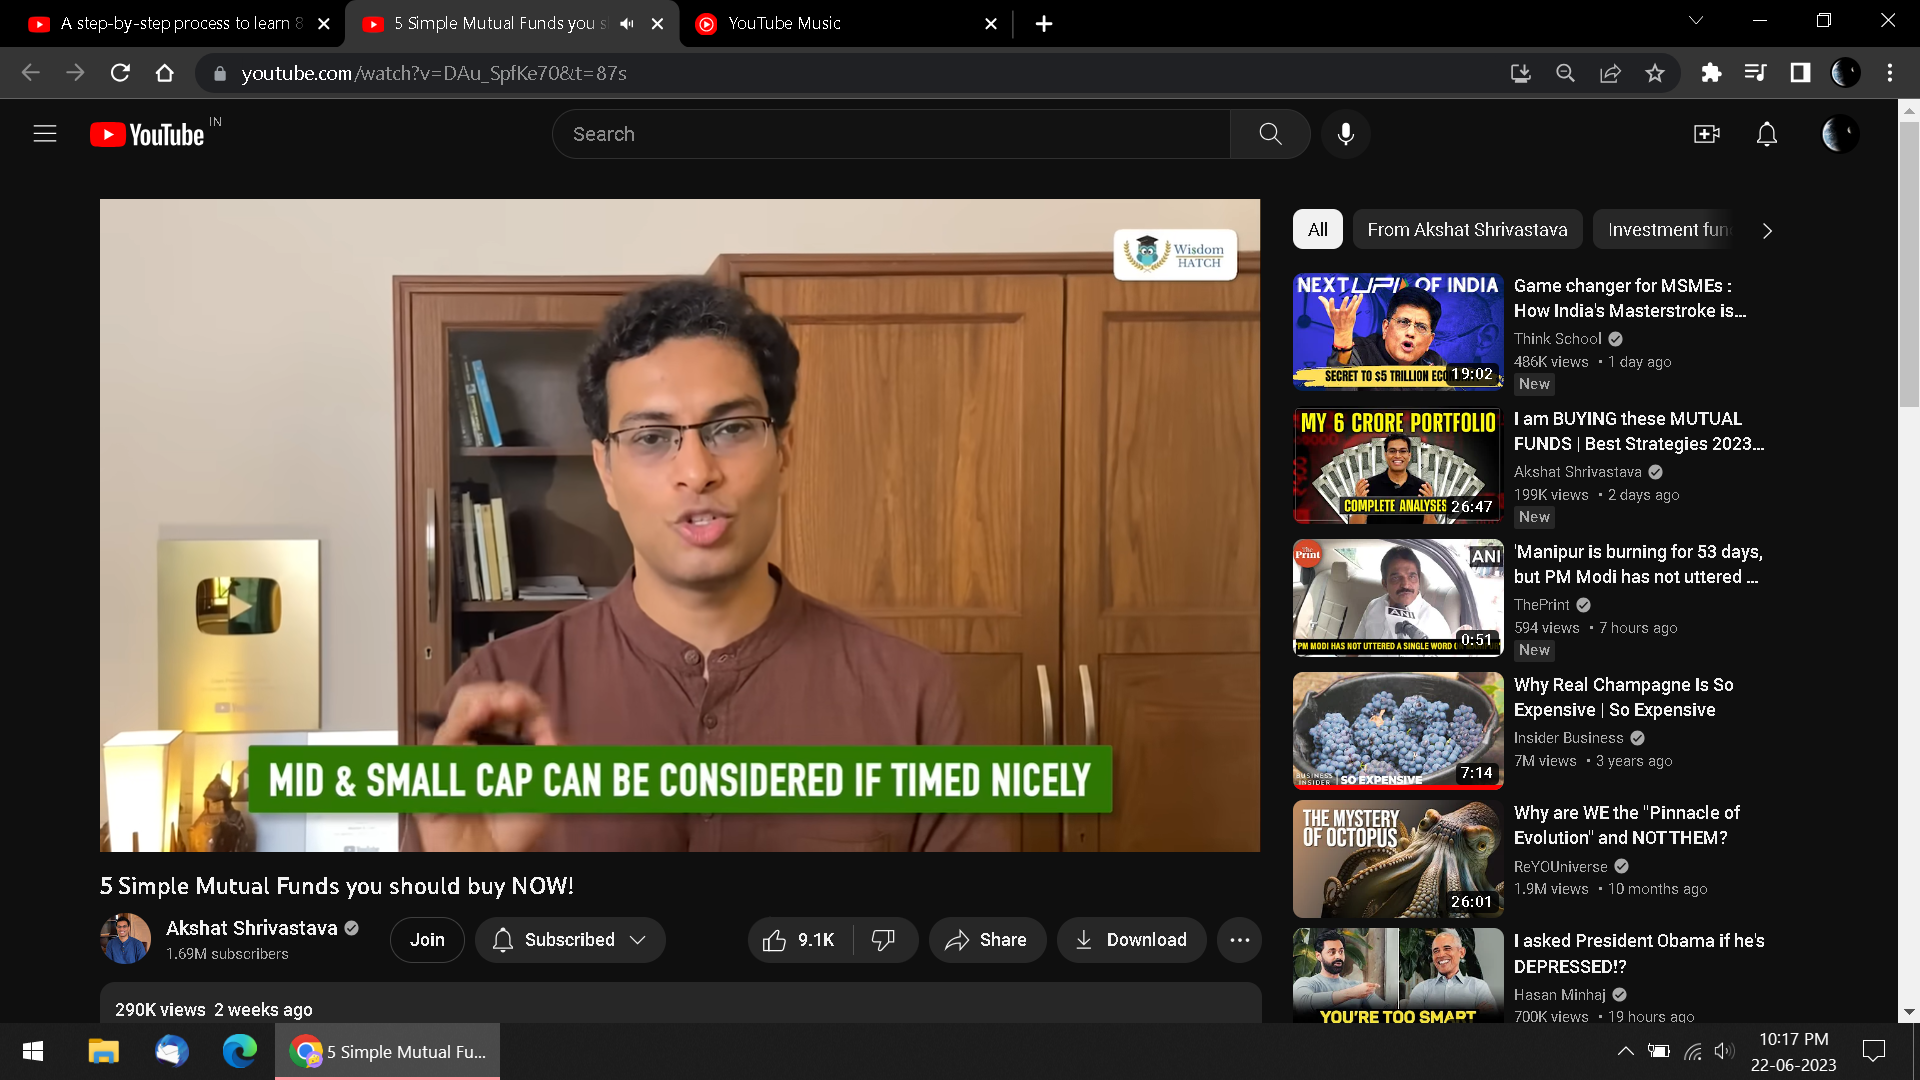 A step-by-step process to learn 8
5 Simple Mutual Funds you s
YouTube Music
youtube.com/watch?v=DAu_SpfKe70&t=87s
YouTube IN
Search
Wisdom
HATCH
MID & SMALL CAP CAN BE CONSIDERED IF TIMED NICELY
5 Simple Mutual Funds you should buy NOW!
Akshat Shrivastava
1.69M subscribers
Join
Subscribed
9.1K
Share
Download
290K views 2 weeks ago
All
From Akshat Shrivastava
Investment fun
NEXT UPI OF INDIA
SECRET TO $5 TRILLION ECO
19:02
Game changer for MSMEs :
How India's Masterstroke is...
Think School
486K views • 1 day ago
New
MY 6 CRORE PORTFOLIO
COMPLETE ANALYSES
26:47
I am BUYING these MUTUAL
FUNDS | Best Strategies 2023...
Akshat Shrivastava
199K views • 2 days ago
New
The Print
ANI
ANI
0:51
"PM MODI HAS NOT UTTERED A SINGLE WORD
'Manipur is burning for 53 days,
but PM Modi has not uttered ...
ThePrint
594 views • 7 hours ago
New
BUSINESS
INSIDER
SO EXPENSIVE
7:14
Why Real Champagne Is So
Expensive | So Expensive
Insider Business
7M views • 3 years ago
THE MYSTERY
OF OCTOPUS
26:01
Why are WE the "Pinnacle of
Evolution" and NOT THEM?
ReYOUniverse
1.9M views • 10 months ago
YOU'RE TOO SMART
I asked President Obama if he's
DEPRESSED!?
Hasan Minhaj
700K views • 19 hours ago
5 Simple Mutual Fu...
10:17 PM
22-06-2023